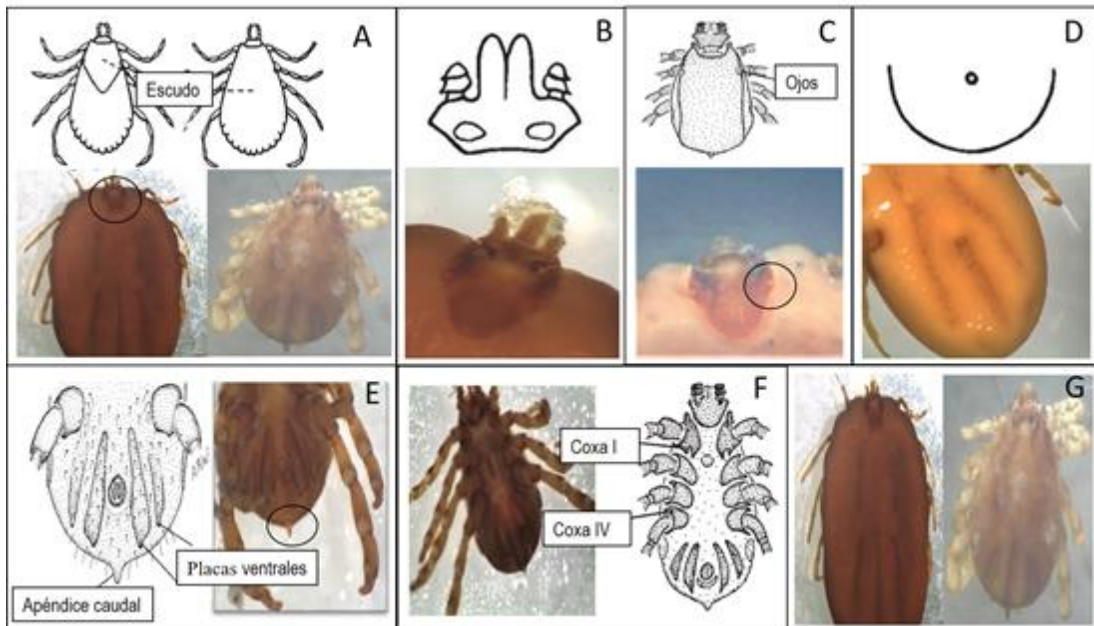 A
Escudo
B
C
Ojos
D
E
Placas ventrales
Apéndice caudal
F
Coxa I
Coxa IV
G